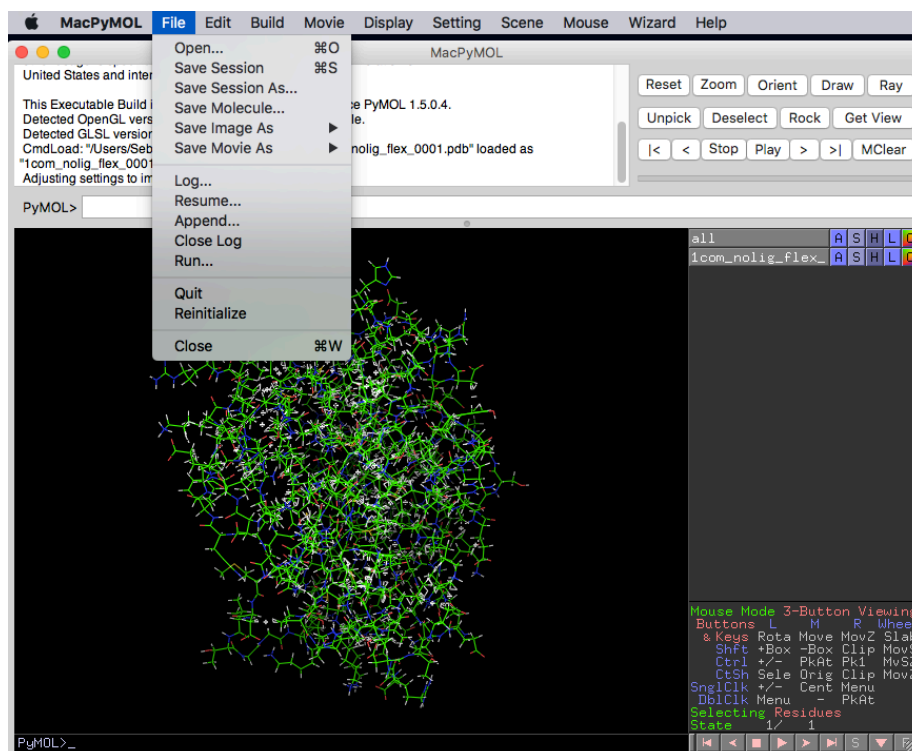 MacPyMOL File Edit Build Movie Display Setting Scene Mouse Wizard Help
MacPyMOL
Open... ⌘O
Save Session ⌘S
Save Session As...
Save Molecule...
Save Image As ▶
Save Movie As ▶
Log...
Resume...
Append...
Close Log
Run...
Quit
Reinitialize
Close ⌘W
United States and inter
This Executable Build i ce PyMOL 1.5.0.4.
Detected OpenGL vers le.
Detected GLSL version
CmdLoad: "/Users/Seb nolig_flex_0001.pdb" loaded as
"1com_nolig_flex_0001
Adjusting settings to im
Reset Zoom Orient Draw Ray
Unpick Deselect Rock Get View
|< < Stop Play > >| MClear
PyMOL>
all A S H L C
1com_nolig_flex_ A S H L C
Mouse Mode 3-Button Viewing
Buttons L M R Whee
& Keys Rota Move MovZ Slab
Shft +Box -Box Clip MovS
Ctrl +/- PkAt Pk1 MvSZ
CtSh Sele Orig Clip MovZ
SnglClk +/- Cent Menu
DblClk Menu - PkAt
Selecting Residues
State 1/ 1
PyMOL>_
S